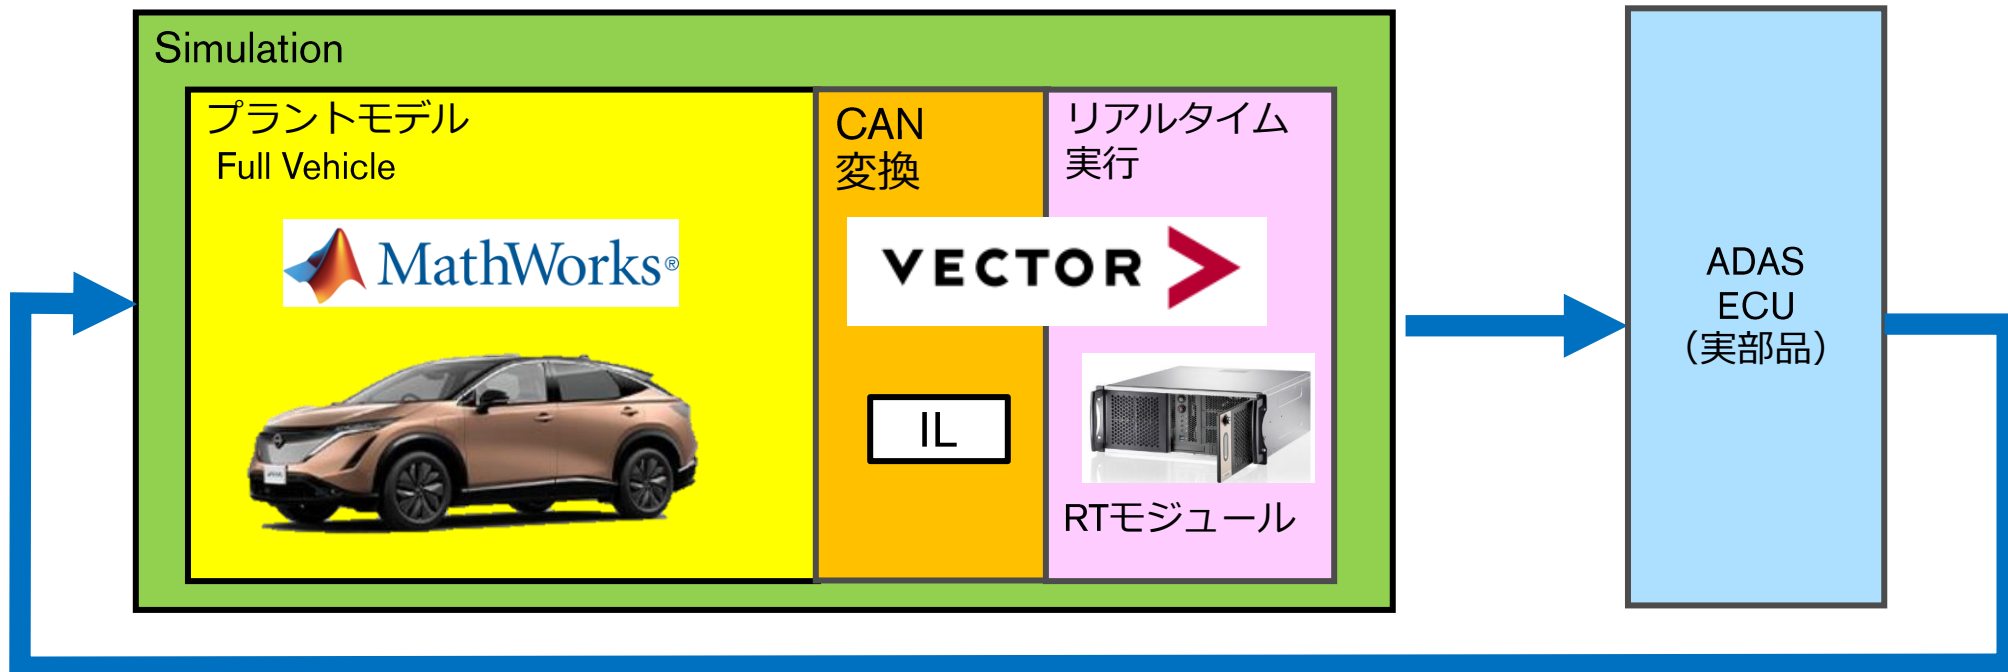 Simulation
プラントモデル
Full Vehicle
MathWorks®
CAN
変換
VECTOR
IL
リアルタイム
実行
RTモジュール
ADAS
ECU
（実部品）